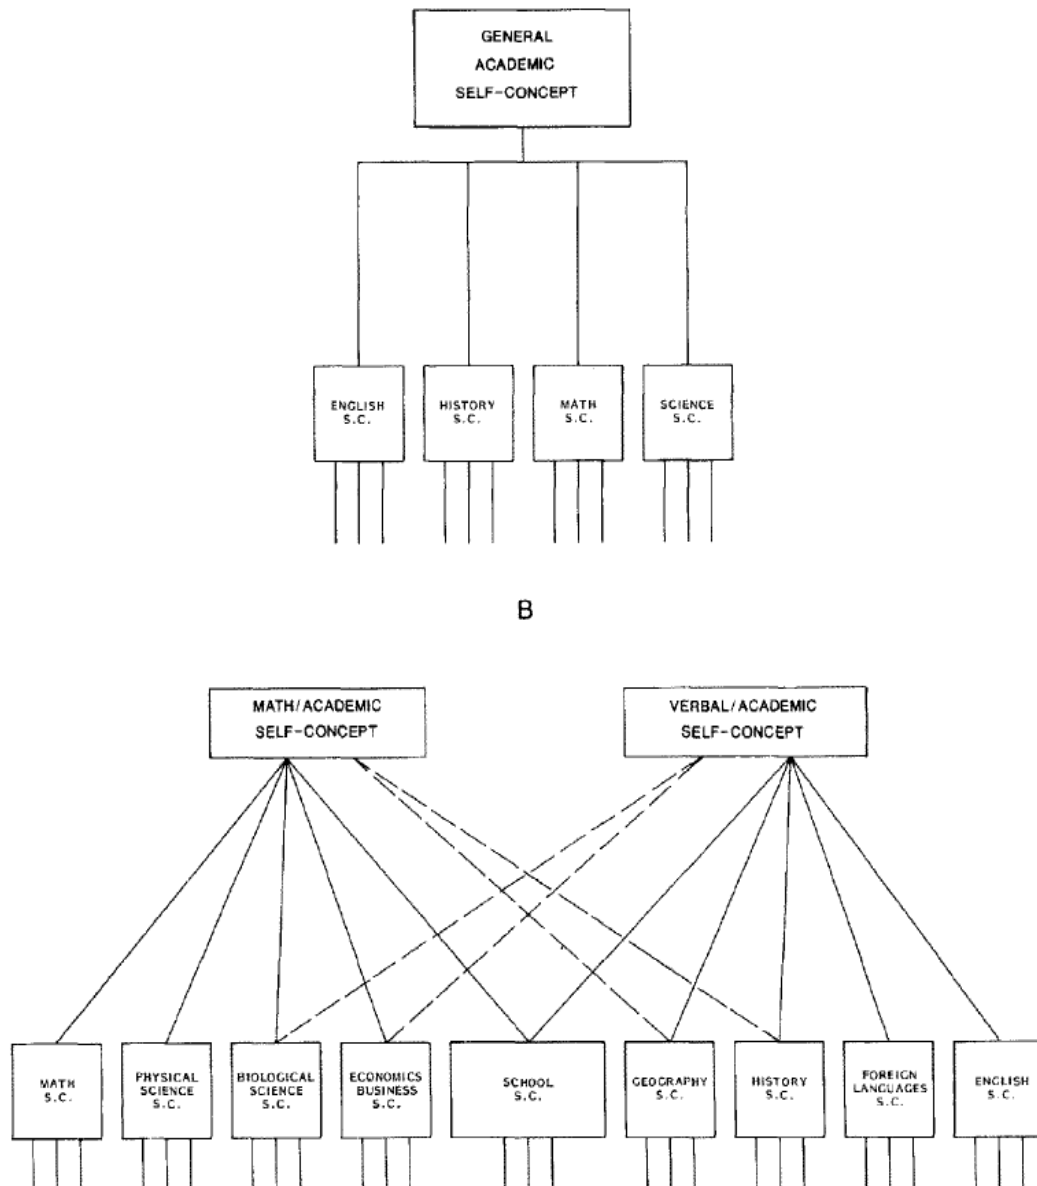 GENERAL
ACADEMIC
SELF-CONCEPT
ENGLISH
S.C.
HISTORY
S.C.
MATH
S.C.
SCIENCE
S.C.
B
MATH/ACADEMIC
SELF-CONCEPT
VERBAL/ACADEMIC
SELF-CONCEPT
MATH
S.C.
PHYSICAL
SCIENCE
S.C.
BIOLOGICAL
SCIENCE
S.C.
ECONOMICS
BUSINESS
S.C.
SCHOOL
S.C.
GEOGRAPHY
S.C.
HISTORY
S.C.
FOREIGN
LANGUAGES
S.C.
ENGLISH
S.C.